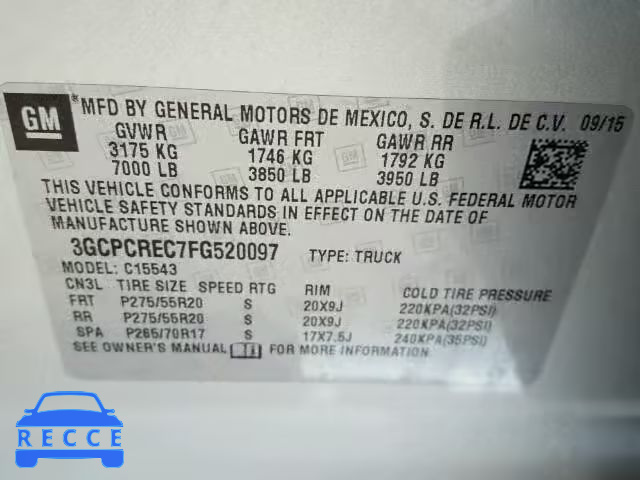 GM
*MFD BY GENERAL MOTORS DE MEXICO, S. DE R.L. DE C.V. 09/15
GVWR GAWR FRT GAWR RR
3175 KG 1746 KG 1792 KG
7000 LB 3850 LB 3950 LB
THIS VEHICLE CONFORMS TO ALL APPLICABLE U.S. FEDERAL MOTOR
VEHICLE SAFETY STANDARDS IN EFFECT ON THE DATE OF
MANUFACTURE SHOWN ABOVE.
3GCPCREC7FG520097 TYPE: TRUCK
MODEL: C15543
CN3L TIRE SIZE SPEED RTG RIM COLD TIRE PRESSURE
FRT P275/55R20 S 20X9J 220KPA(32PSI)
RR P275/55R20 S 20X9J 220KPA(32PSI)
SPA P265/70R17 S 17X7.5J 240KPA(35PSI)
SEE OWNER'S MANUAL FOR MORE INFORMATION
RECCE